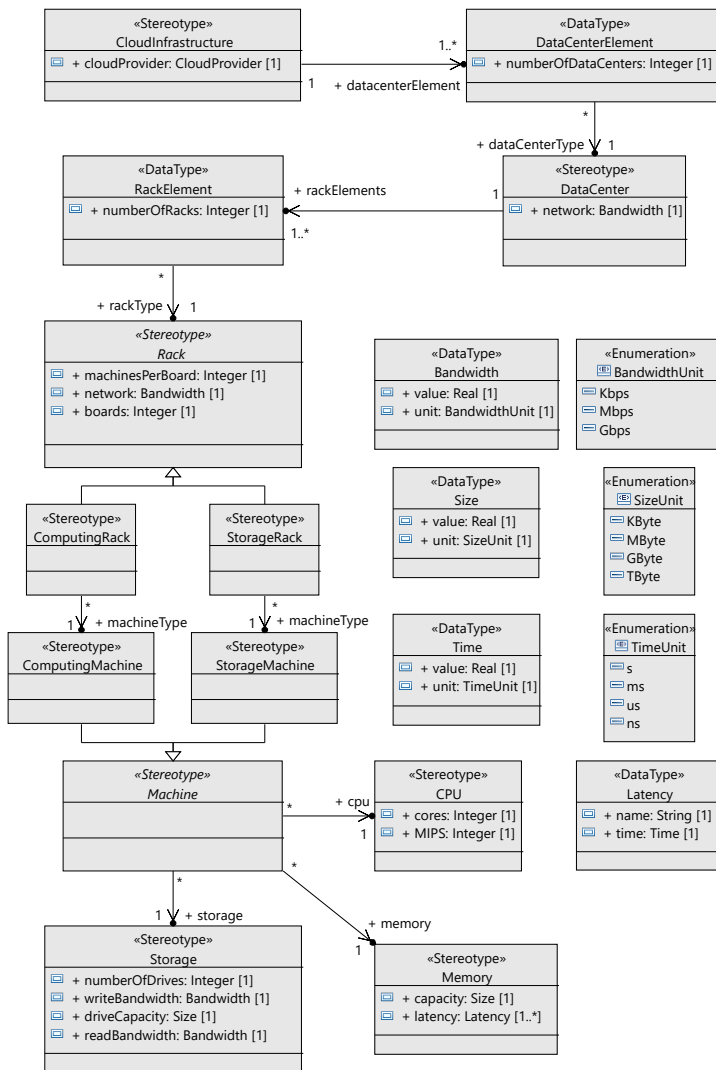 «Stereotype»
CloudInfrastructure
+ cloudProvider: CloudProvider [1]
«DataType»
DataCenterElement
+ numberOfDataCenters: Integer [1]
1..*
1
+ datacenterElement
*
+ dataCenterType
1
«DataType»
RackElement
+ numberOfRacks: Integer [1]
+ rackElements
1
1..*
«Stereotype»
DataCenter
+ network: Bandwidth [1]
*
+ rackType
1
«Stereotype»
Rack
+ machinesPerBoard: Integer [1]
+ network: Bandwidth [1]
+ boards: Integer [1]
«DataType»
Bandwidth
+ value: Real [1]
+ unit: BandwidthUnit [1]
«Enumeration»
BandwidthUnit
Kbps
Mbps
Gbps
«Stereotype»
ComputingRack
«Stereotype»
StorageRack
«DataType»
Size
+ value: Real [1]
+ unit: SizeUnit [1]
«Enumeration»
SizeUnit
KByte
MByte
GByte
TByte
*
1
+ machineType
*
1
+ machineType
«Stereotype»
ComputingMachine
«Stereotype»
StorageMachine
«DataType»
Time
+ value: Real [1]
+ unit: TimeUnit [1]
«Enumeration»
TimeUnit
s
ms
us
ns
«Stereotype»
Machine
*
+ cpu
1
«Stereotype»
CPU
+ cores: Integer [1]
+ MIPS: Integer [1]
«DataType»
Latency
+ name: String [1]
+ time: Time [1]
*
1
+ storage
*
+ memory
1
«Stereotype»
Storage
+ numberOfDrives: Integer [1]
+ writeBandwidth: Bandwidth [1]
+ driveCapacity: Size [1]
+ readBandwidth: Bandwidth [1]
«Stereotype»
Memory
+ capacity: Size [1]
+ latency: Latency [1..*]